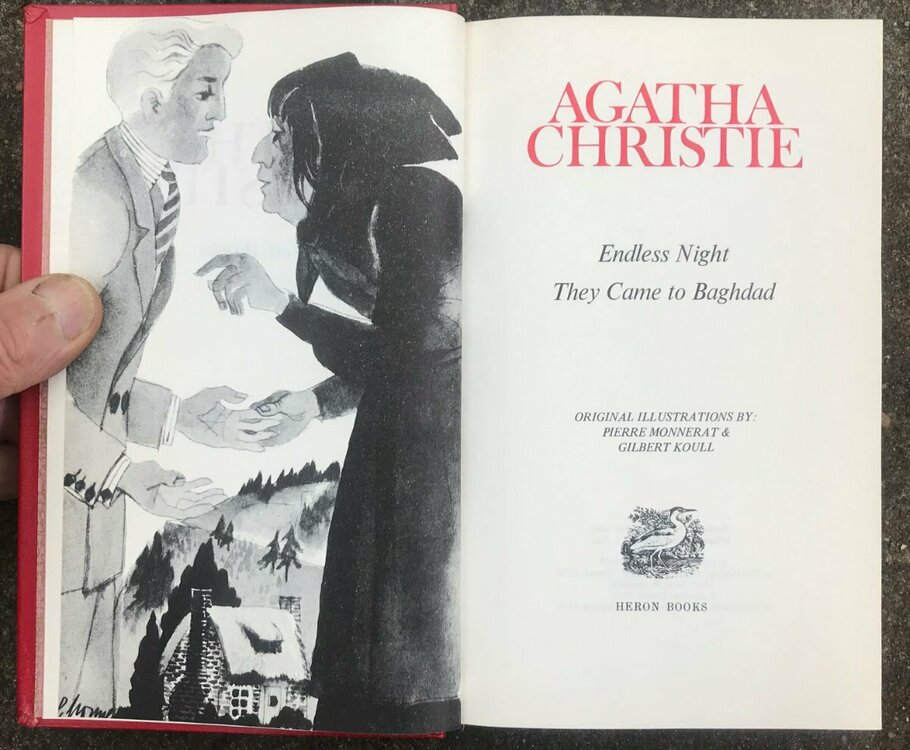 AGATHA
CHRISTIE
Endless Night
They Came to Baghdad
ORIGINAL ILLUSTRATIONS BY:
PIERRE MONNERAT &
GILBERT KOULL
HERON BOOKS